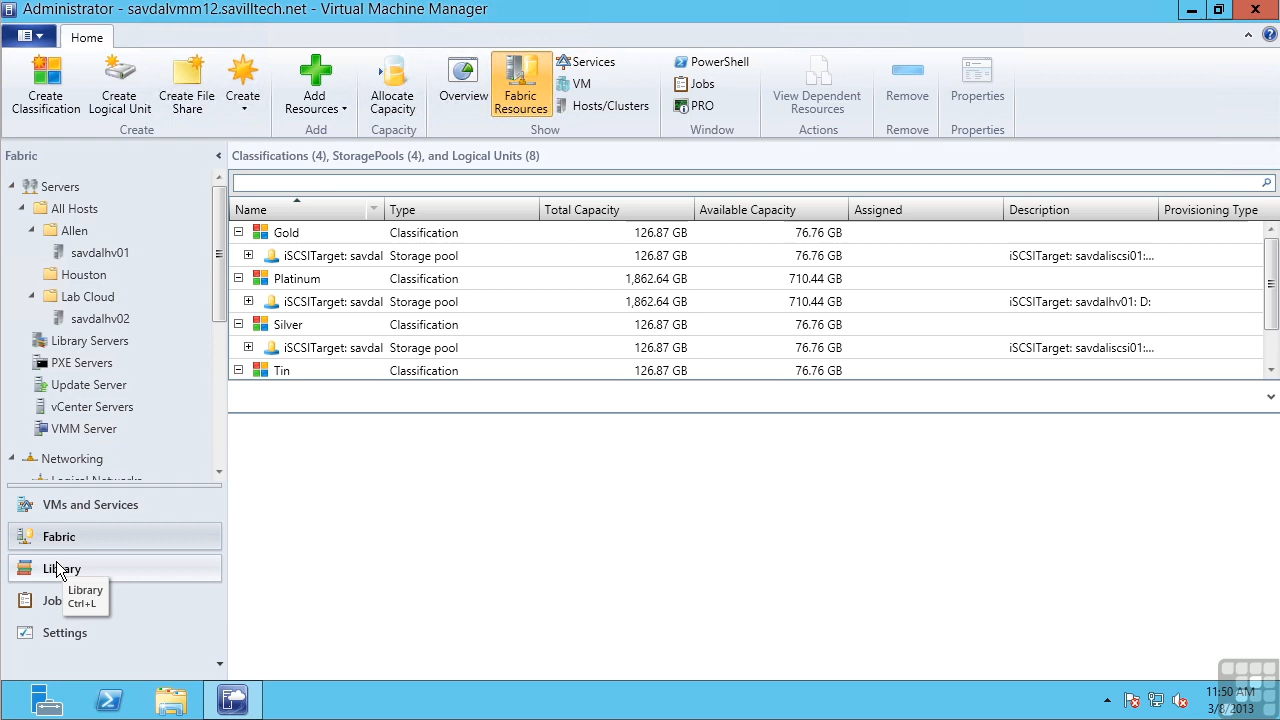 Administrator - savdalvmm12.savilltech.net - Virtual Machine Manager
Home
Create Classification
Create Logical Unit
Create File Share
Create
Add Resources
Allocate Capacity
Overview
Fabric Resources
Services
VM
Hosts/Clusters
PowerShell
Jobs
PRO
View Dependent Resources
Remove
Properties
Create
Add
Capacity
Show
Window
Actions
Remove
Properties
Fabric
Classifications (4), StoragePools (4), and Logical Units (8)
Name Type Total Capacity Available Capacity Assigned Description Provisioning Type
Gold Classification 126.87 GB 76.76 GB
iSCSITarget: savdal Storage pool 126.87 GB 76.76 GB iSCSITarget: savdaliscsi01:...
Platinum Classification 1,862.64 GB 710.44 GB
iSCSITarget: savdal Storage pool 1,862.64 GB 710.44 GB iSCSITarget: savdalhv01: D:
Silver Classification 126.87 GB 76.76 GB
iSCSITarget: savdal Storage pool 126.87 GB 76.76 GB iSCSITarget: savdaliscsi01:...
Tin Classification 126.87 GB 76.76 GB
Servers
All Hosts
Allen
savdalhv01
Houston
Lab Cloud
savdalhv02
Library Servers
PXE Servers
Update Server
vCenter Servers
VMM Server
Networking
Logical Networks
VMs and Services
Fabric
Library
Library
Ctrl+L
Job
Settings
11:50 AM
3/8/2013